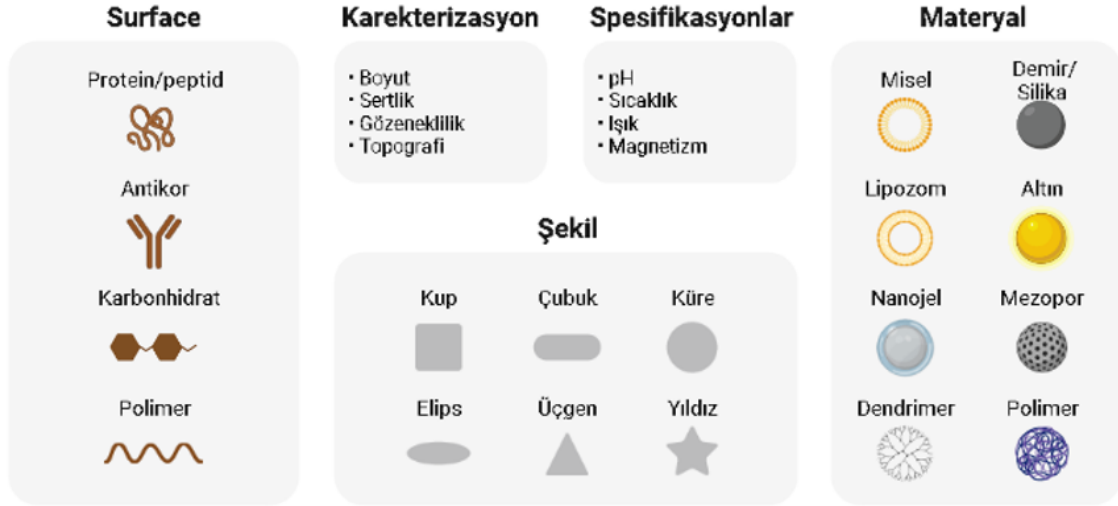 Surface
Protein/peptid
Antikor
Karbonhidrat
Polimer
Karekterizasyon
• Boyut
• Sertlik
• Gözeneklilik
• Topografi
Spesifikasyonlar
• pH
• Sıcaklık
• Işık
• Magnetizm
Şekil
Kup
Çubuk
Küre
Elips
Üçgen
Yıldız
Materyal
Misel
Demir/
Silika
Lipozom
Altın
Nanojel
Mezopor
Dendrimer
Polimer